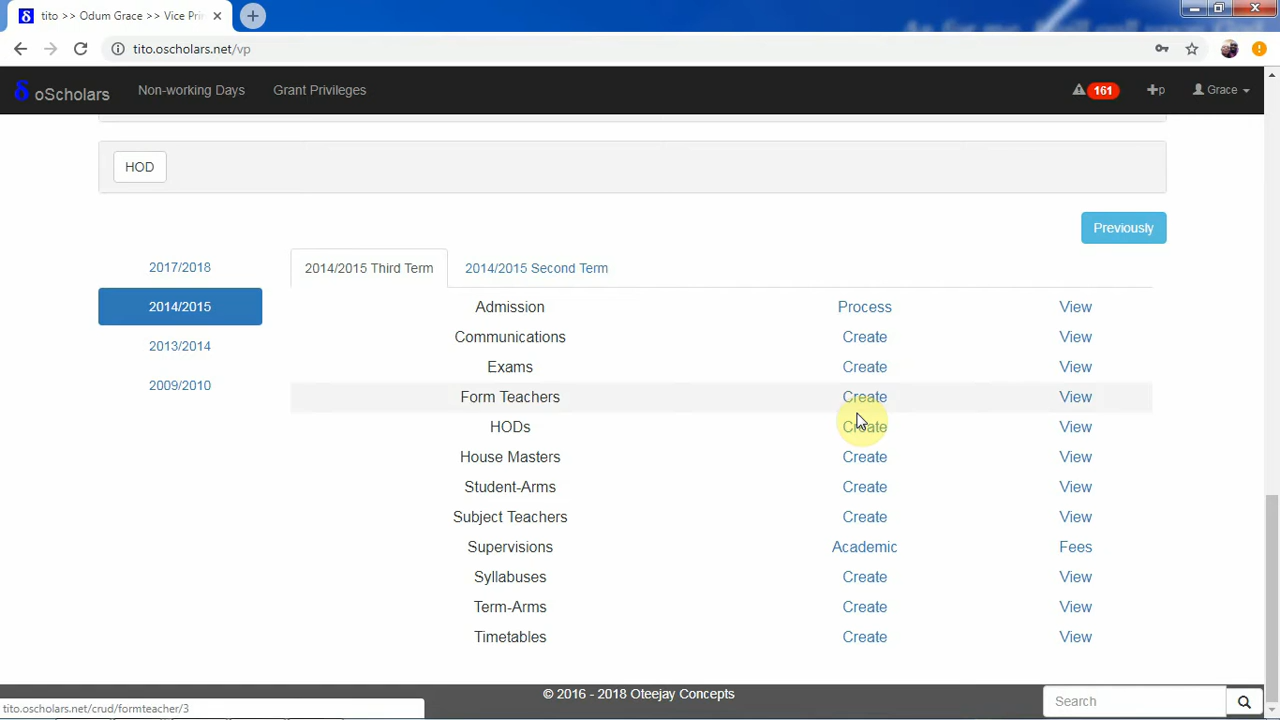 tito >> Odum Grace >> Vice Prin
tito.oscholars.net/vp
δ oScholars Non-working Days Grant Privileges 161 p Grace
HOD
Previously
2017/2018 2014/2015 Third Term 2014/2015 Second Term
2014/2015 Admission Process View
Communications Create View
2013/2014
Exams Create View
2009/2010
Form Teachers Create View
HODs Create View
House Masters Create View
Student-Arms Create View
Subject Teachers Create View
Supervisions Academic Fees
Syllabuses Create View
Term-Arms Create View
Timetables Create View
© 2016 - 2018 Oteejay Concepts Search
tito.oscholars.net/crud/formteacher/3